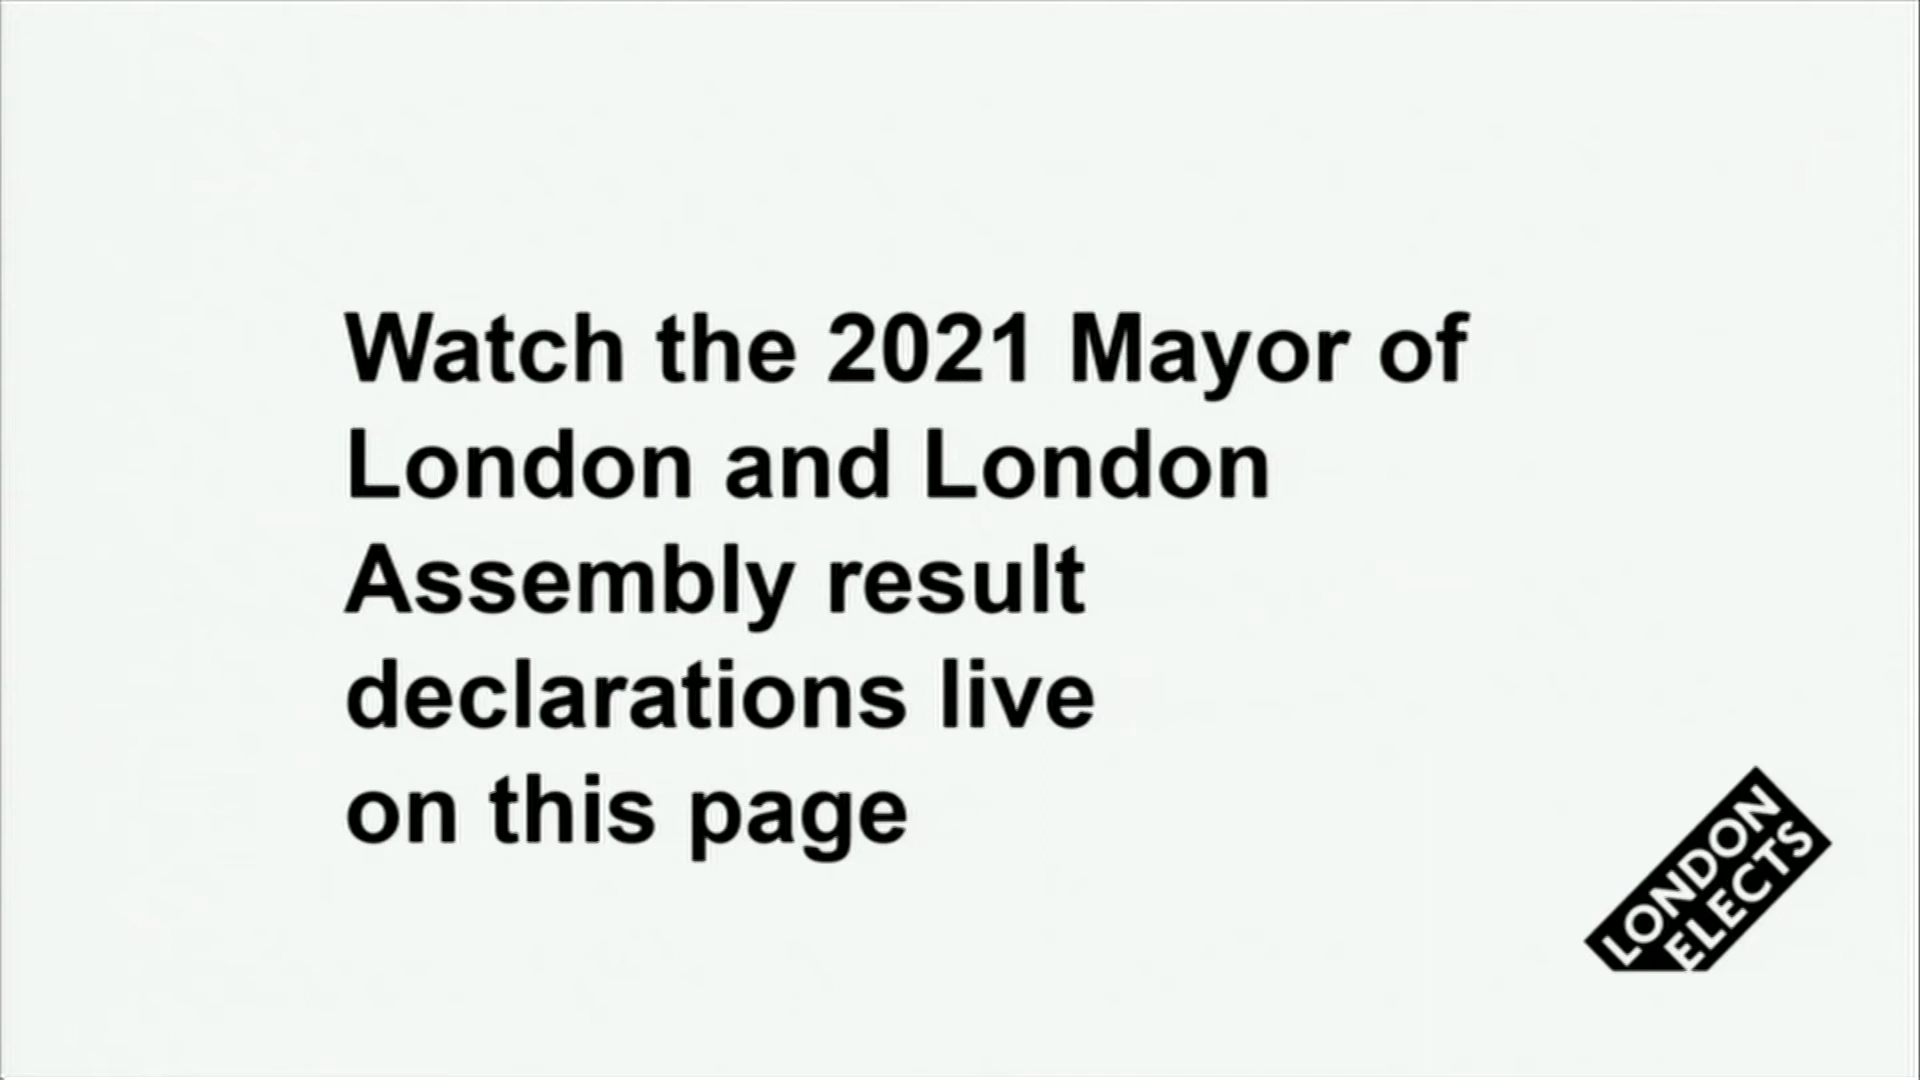 Watch the 2021 Mayor of
London and London
Assembly result
declarations live
on this page
LONDON
ELECTS